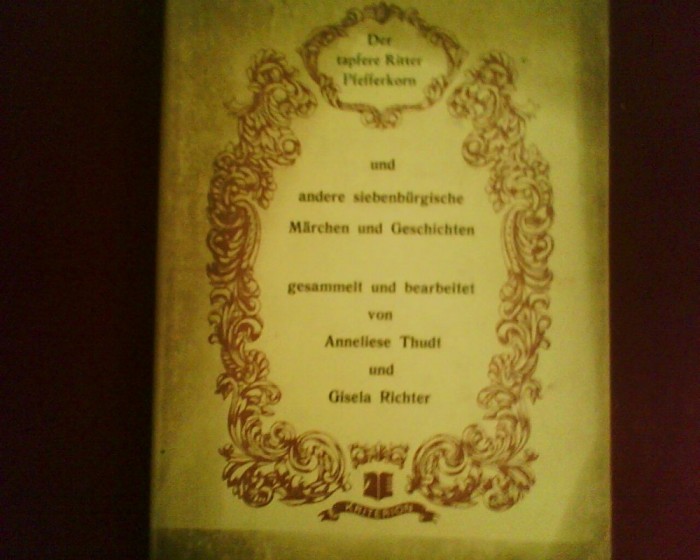 Der
tapfere Ritter
Pfefferkorn
und
andere siebenbürgische
Märchen und Geschichten
gesammelt und bearbeitet
von
Anneliese Thudt
und
Gisela Richter
KRITERION